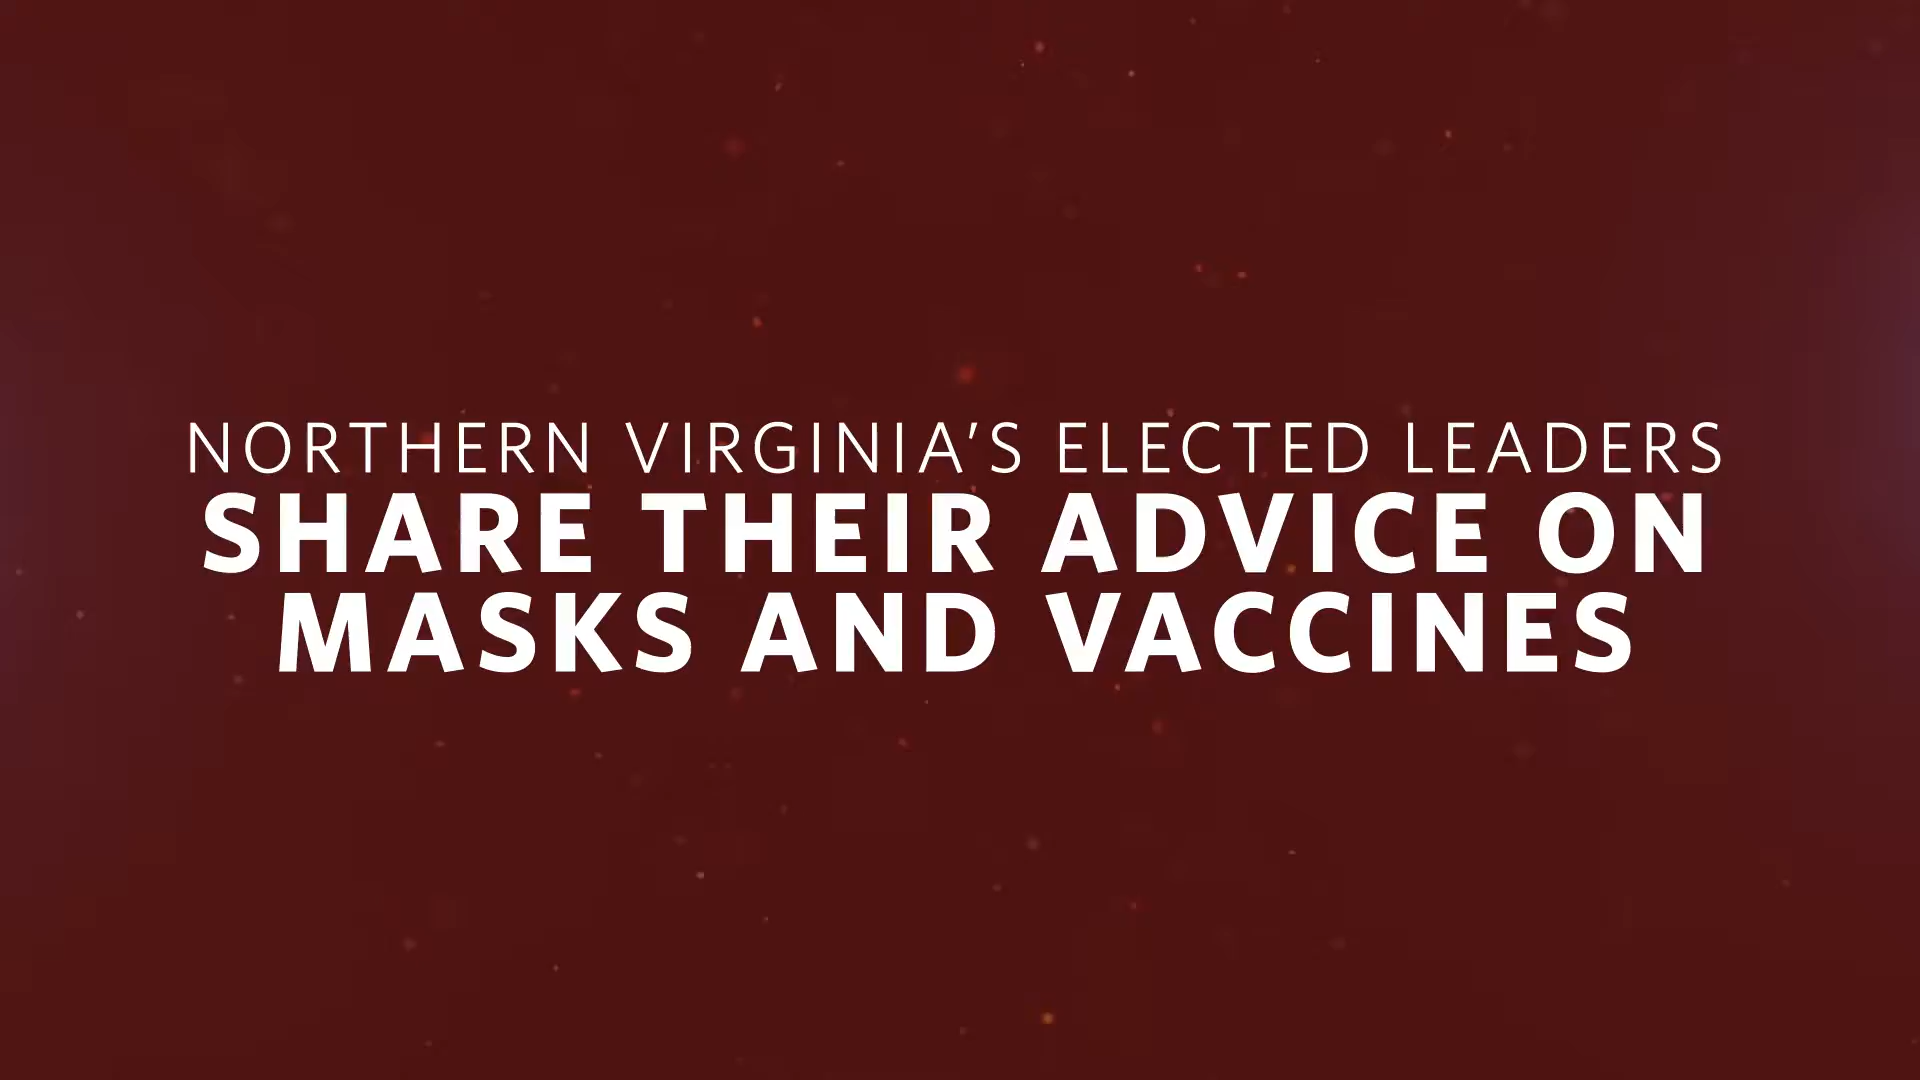 NORTHERN VIRGINIA’S ELECTED LEADERS
SHARE THEIR ADVICE ON
MASKS AND VACCINES